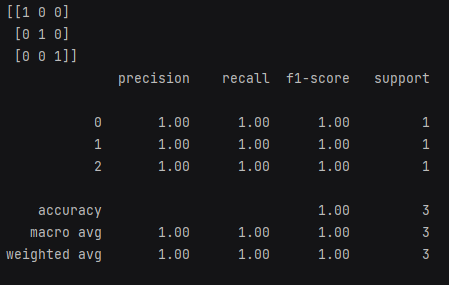 [[1 0 0]
 [0 1 0]
 [0 0 1]]
              precision    recall  f1-score   support

           0       1.00      1.00      1.00         1
           1       1.00      1.00      1.00         1
           2       1.00      1.00      1.00         1

    accuracy                           1.00         3
   macro avg       1.00      1.00      1.00         3
weighted avg       1.00      1.00      1.00         3